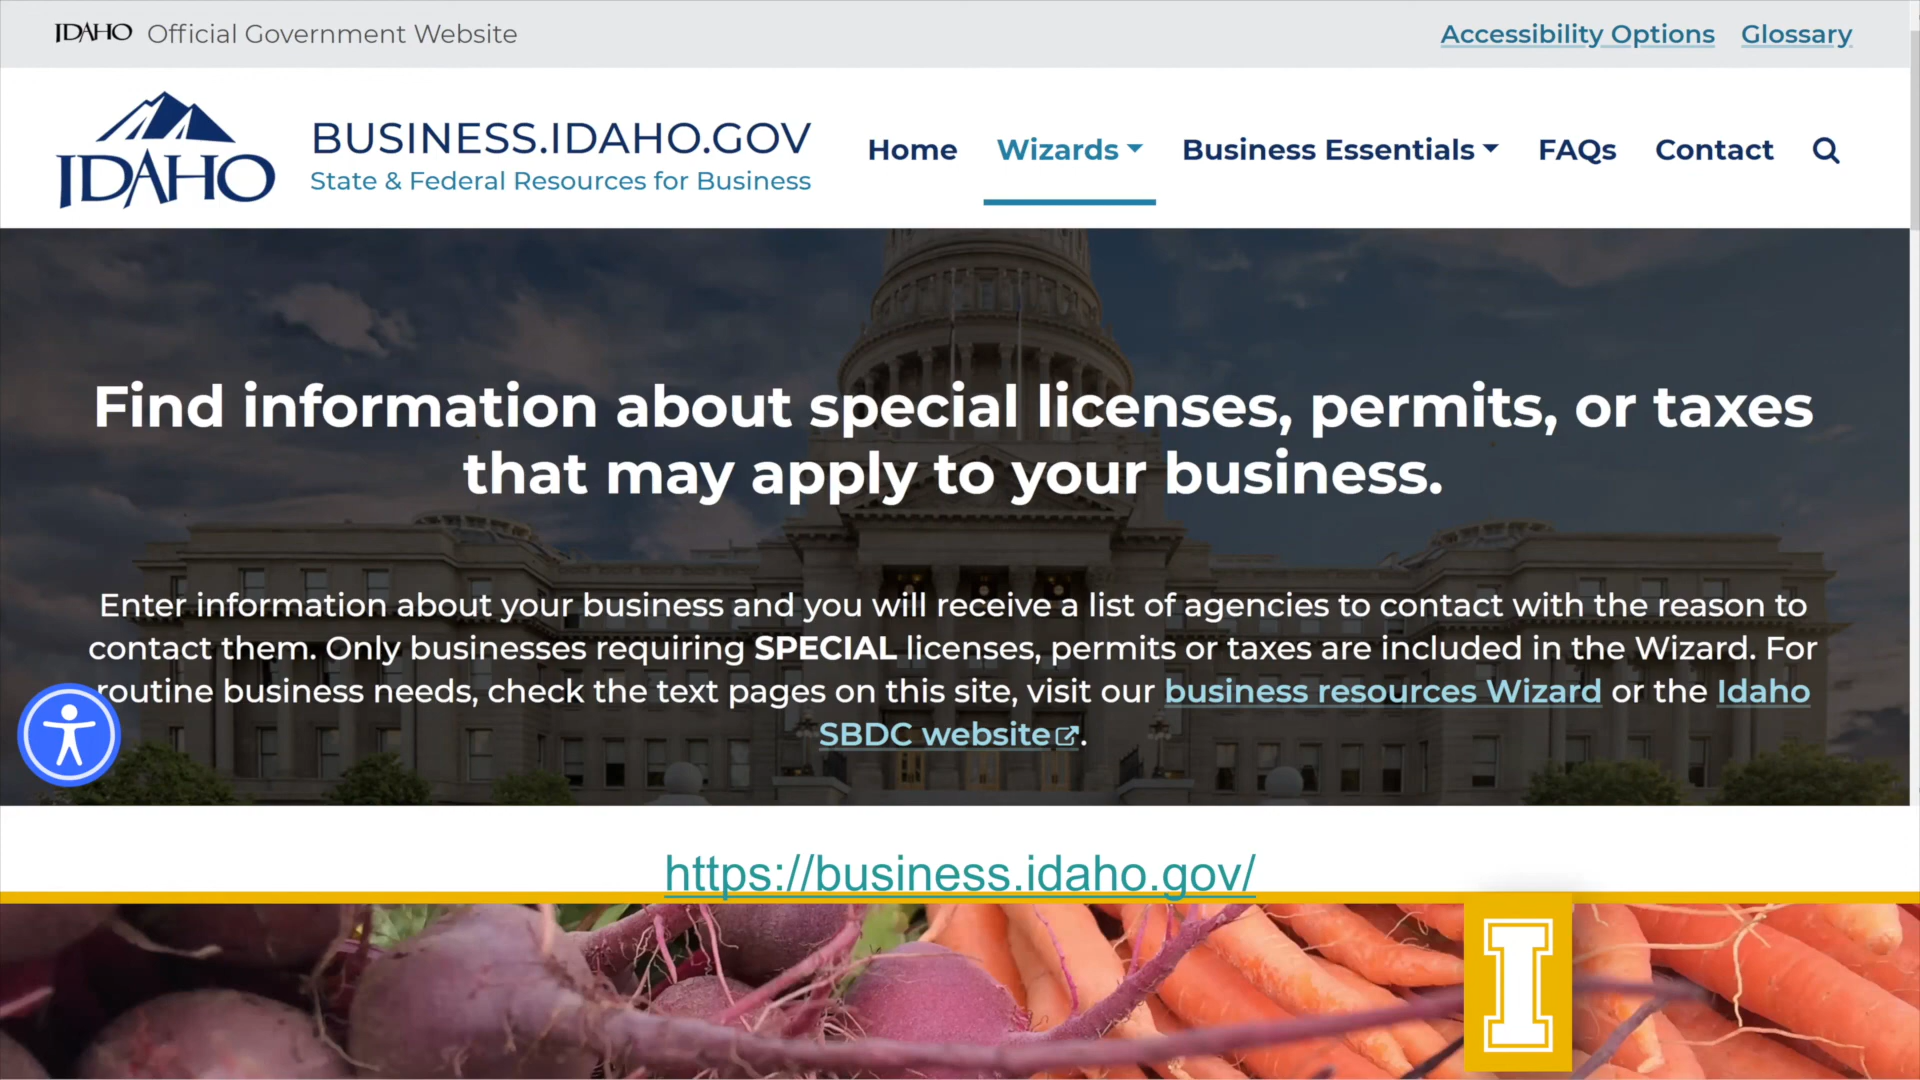 IDAHO Official Government Website
Accessibility Options Glossary
IDAHO
BUSINESS.IDAHO.GOV
State & Federal Resources for Business
Home Wizards Business Essentials FAQs Contact
Find information about special licenses, permits, or taxes
that may apply to your business.
Enter information about your business and you will receive a list of agencies to contact with the reason to
contact them. Only businesses requiring SPECIAL licenses, permits or taxes are included in the Wizard. For
routine business needs, check the text pages on this site, visit our business resources Wizard or the Idaho
SBDC website.
https://business.idaho.gov/
I